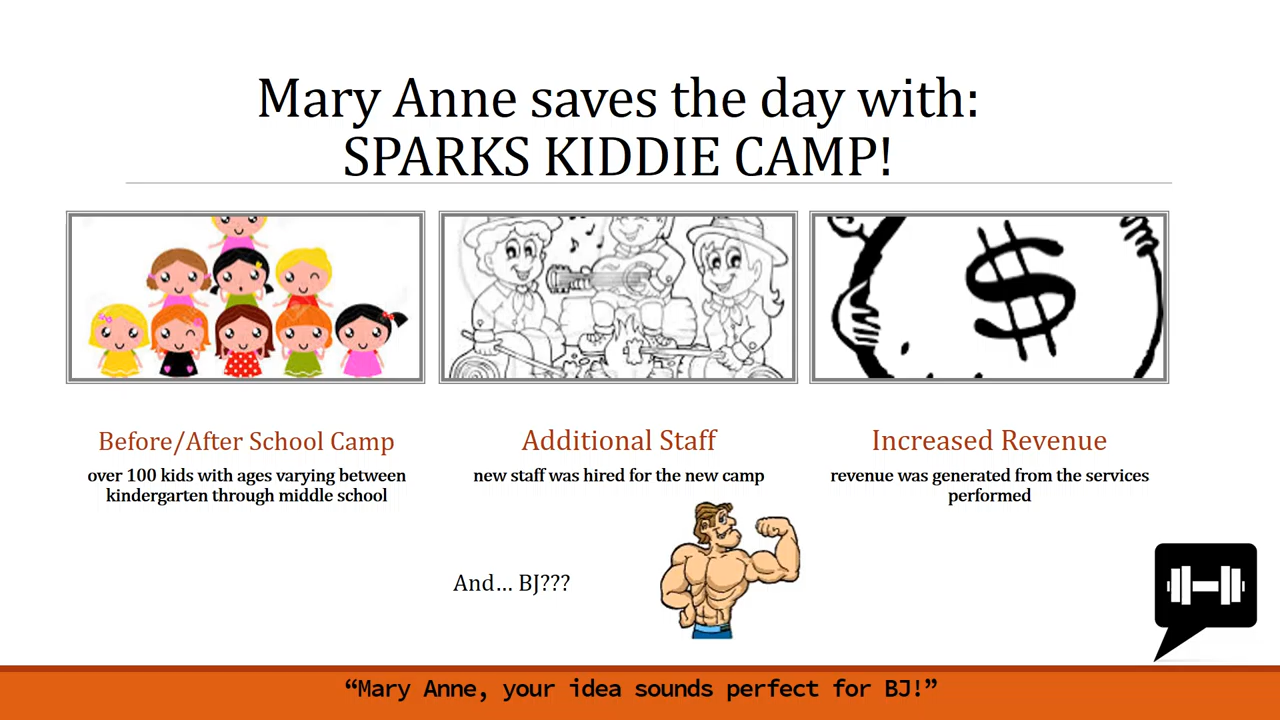 Mary Anne saves the day with:
SPARKS KIDDIE CAMP!
$
Before/After School Camp
over 100 kids with ages varying between
kindergarten through middle school
Additional Staff
new staff was hired for the new camp
Increased Revenue
revenue was generated from the services
performed
And... BJ???
“Mary Anne, your idea sounds perfect for BJ!”